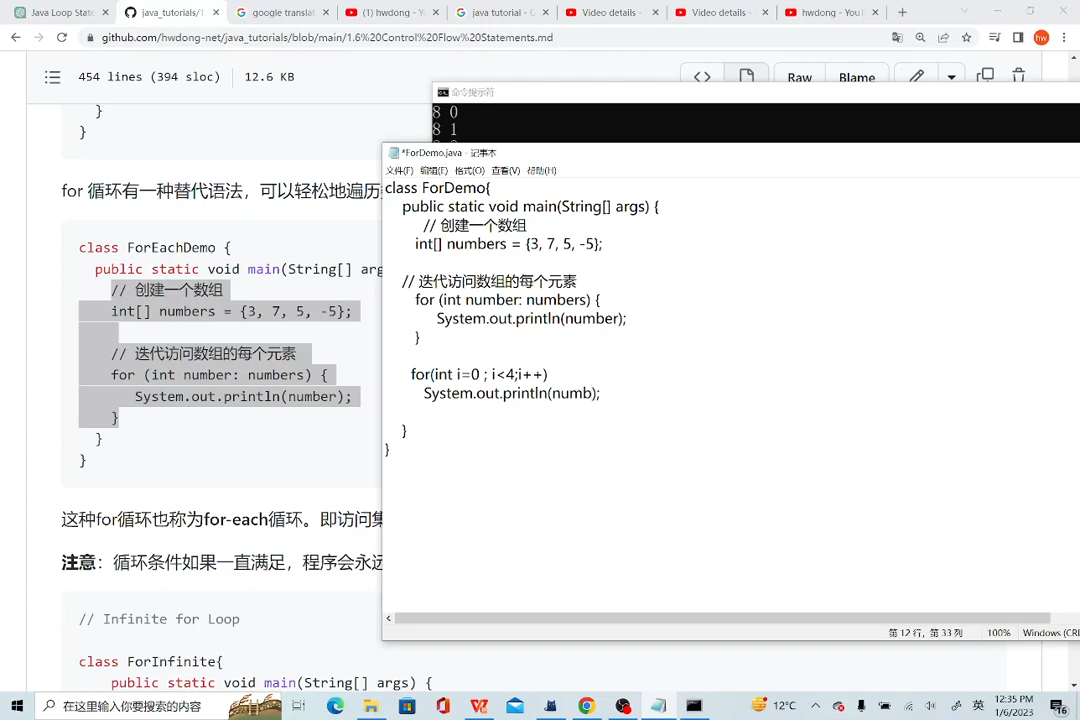 Java Loop State
java_tutorials/1
google translat
(1) hwdong - Y
java tutorial - G
Video details -
Video details -
hwdong - You
github.com/hwdong-net/java_tutorials/blob/main/1.6%20Control%20Flow%20Statements.md
hw
454 lines (394 sloc) 12.6 KB
Raw Blame
}
}
for 循环有一种替代语法，可以轻松地遍历
class ForEachDemo {
public static void main(String[] arg
// 创建一个数组
int[] numbers = {3, 7, 5, -5};
// 迭代访问数组的每个元素
for (int number: numbers) {
System.out.println(number);
}
}
}
这种for循环也称为for-each循环。即访问集
注意：循环条件如果一直满足，程序会永远
// Infinite for Loop
class ForInfinite{
public static void main(String[] args) {
命令提示符
8 0
8 1
*ForDemo.java - 记事本
文件(F) 编辑(E) 格式(O) 查看(V) 帮助(H)
class ForDemo{
public static void main(String[] args) {
// 创建一个数组
int[] numbers = {3, 7, 5, -5};
// 迭代访问数组的每个元素
for (int number: numbers) {
System.out.println(number);
}
for(int i=0 ; i<4;i++)
System.out.println(numb);
}
}
第 12 行，第 33 列 100% Windows (CRL
在这里输入你要搜索的内容
12°C
英
12:35 PM
1/6/2023
16